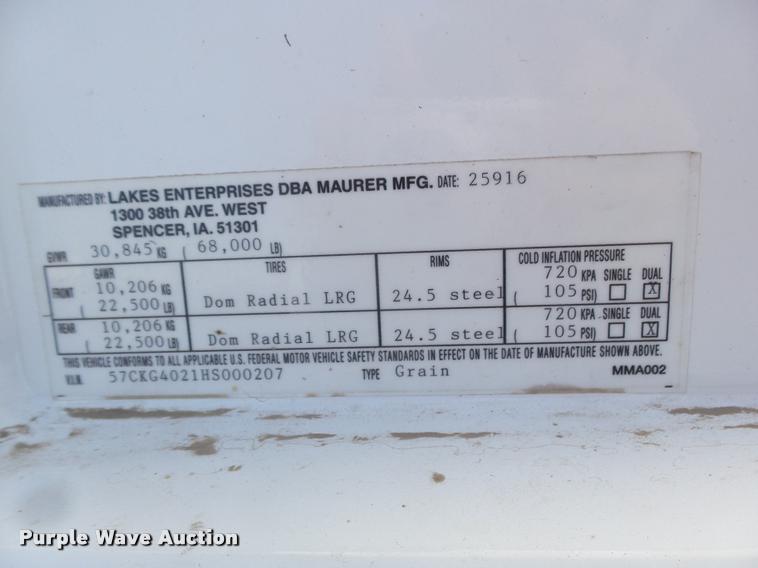 MANUFACTURED BY: LAKES ENTERPRISES DBA MAURER MFG. DATE: 25916
1300 38th AVE. WEST
SPENCER, IA. 51301
GVWR 30,845 KG ( 68,000 LB)
GAWR TIRES RIMS COLD INFLATION PRESSURE
FRONT 10,206 KG 720 KPA SINGLE DUAL
( 22,500 LB) Dom Radial LRG 24.5 steel ( 105 PSI) X
REAR 10,206 KG 720 KPA SINGLE DUAL
( 22,500 LB) Dom Radial LRG 24.5 steel ( 105 PSI) X
THIS VEHICLE CONFORMS TO ALL APPLICABLE U.S. FEDERAL MOTOR VEHICLE SAFETY STANDARDS IN EFFECT ON THE DATE OF MANUFACTURE SHOWN ABOVE.
V.I.N. 57CKG4021HS000207 TYPE Grain MMA002
Purple Wave Auction